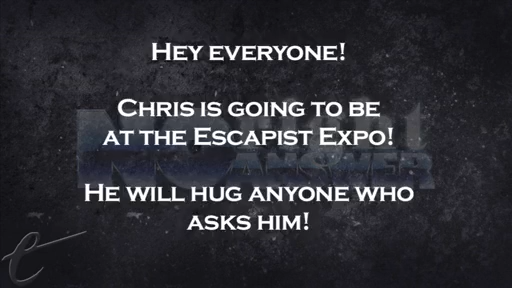 Hey everyone!
Chris is going to be
at the Escapist Expo!
He will hug anyone who
asks him!